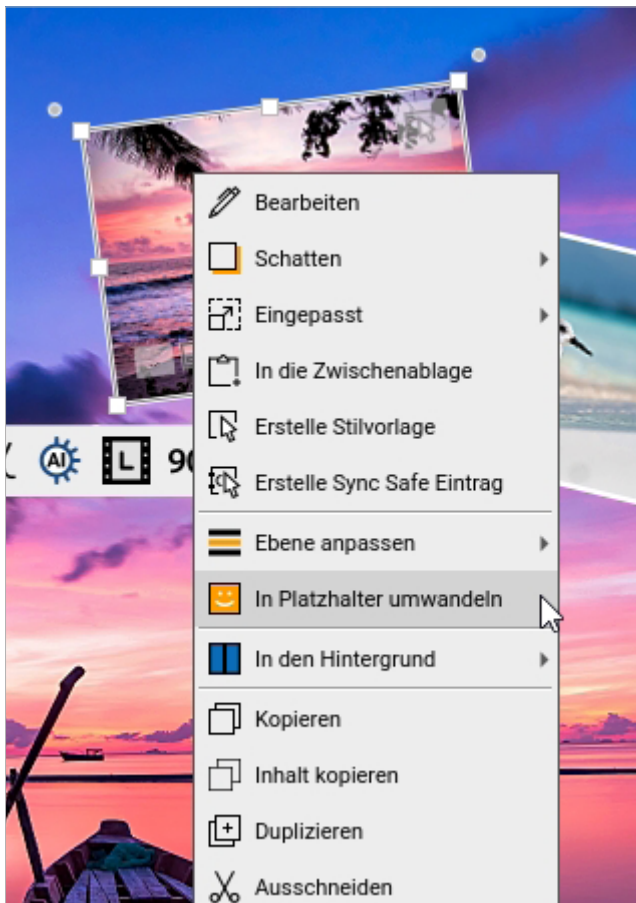 Bearbeiten
Schatten
Eingepasst
In die Zwischenablage
Erstelle Stilvorlage
AI
L
Erstelle Sync Safe Eintrag
Ebene anpassen
In Platzhalter umwandeln
In den Hintergrund
Kopieren
Inhalt kopieren
Duplizieren
Ausschneiden